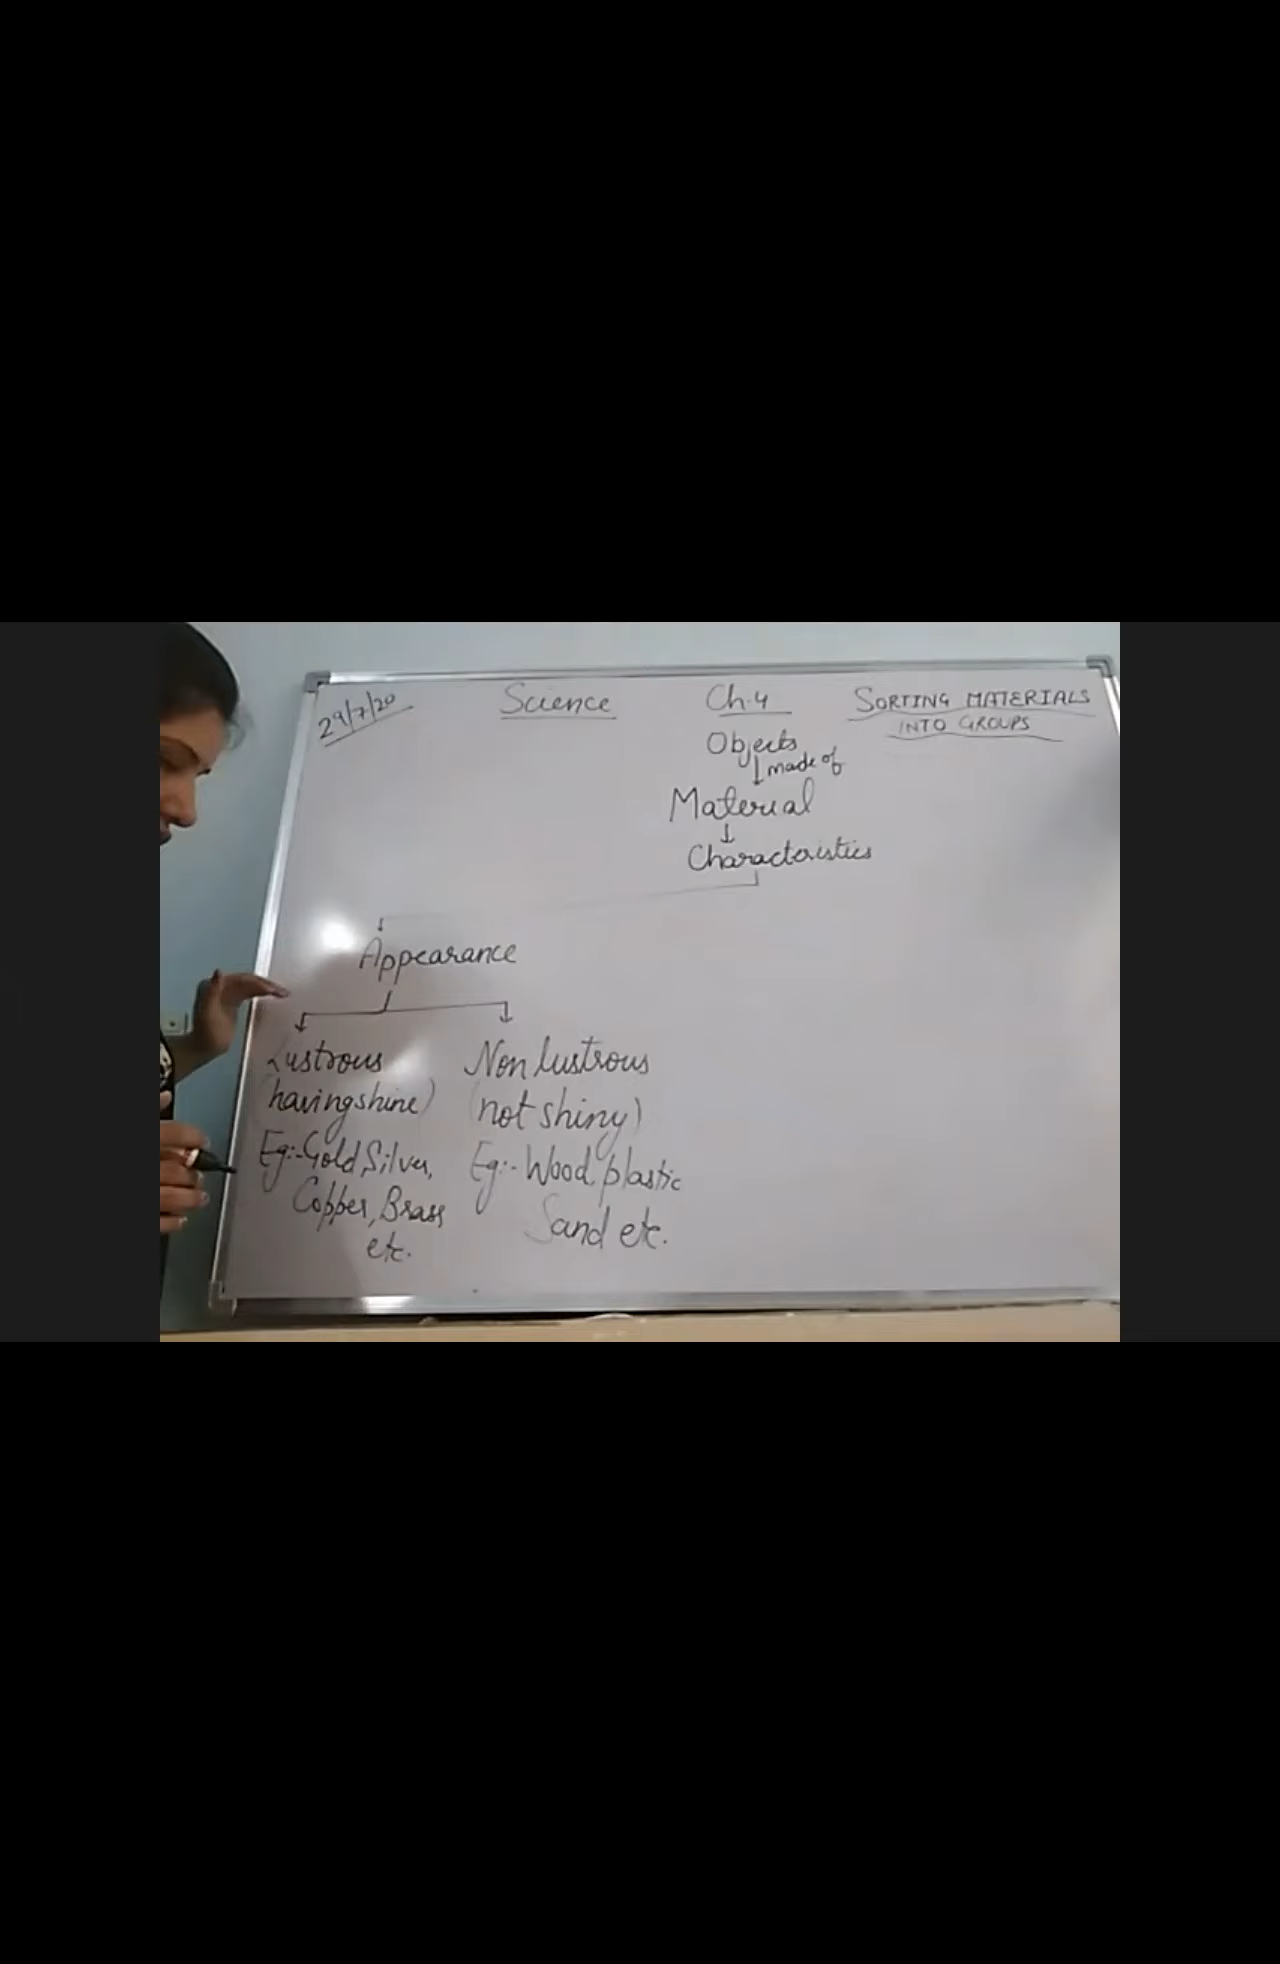 29/7/20
Science
Ch.4
SORTING MATERIALS
INTO GROUPS
Objects
made of
Material
Characteristics
Appearance
Lustrous
(having shine)
Eg:- Gold, Silver,
Copper, Brass
etc.
Non lustrous
(not shiny)
Eg:- Wood, plastic
Sand etc.